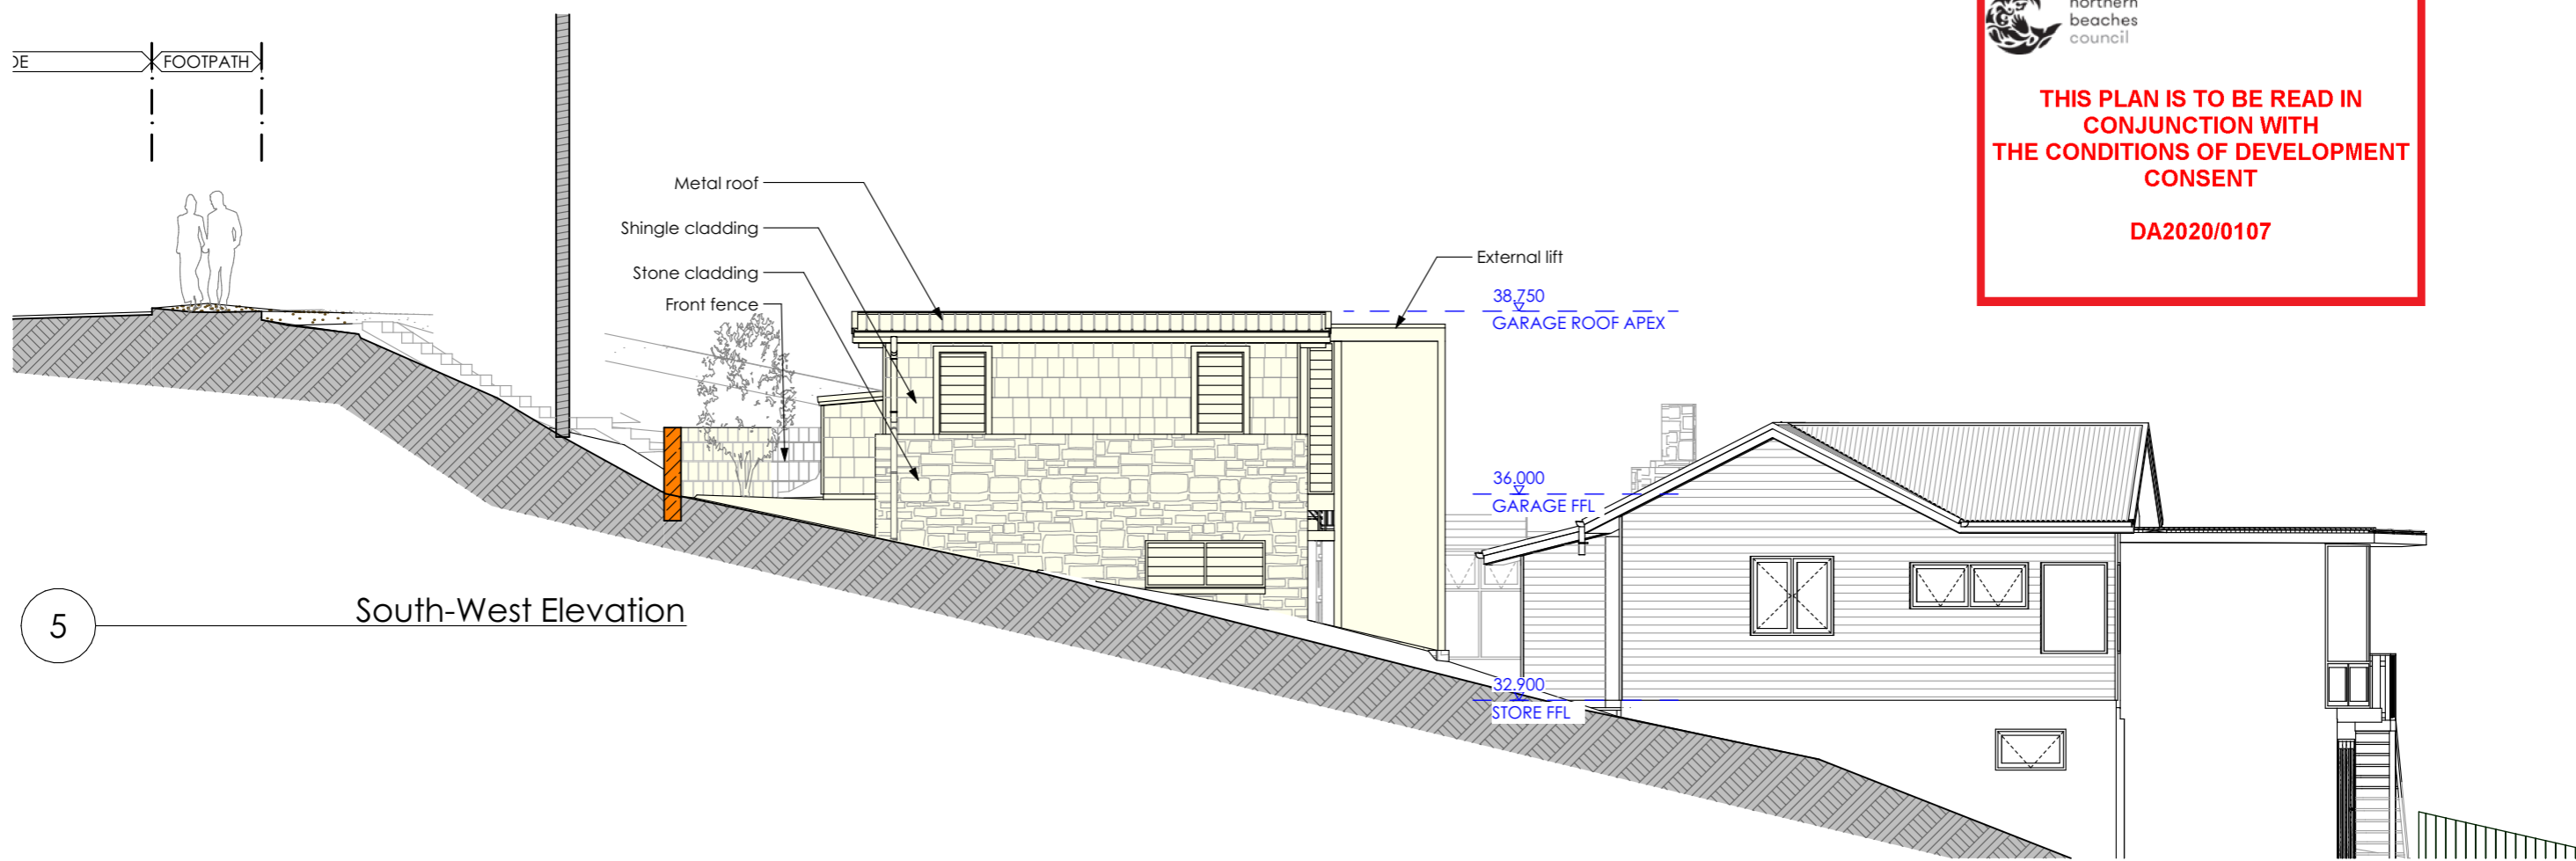 northern
beaches
council
THIS PLAN IS TO BE READ IN
CONJUNCTION WITH
THE CONDITIONS OF DEVELOPMENT
CONSENT
DA2020/0107
DE
FOOTPATH
Metal roof
Shingle cladding
Stone cladding
Front fence
External lift
38.750
GARAGE ROOF APEX
36.000
GARAGE FFL
32.900
STORE FFL
5
South-West Elevation